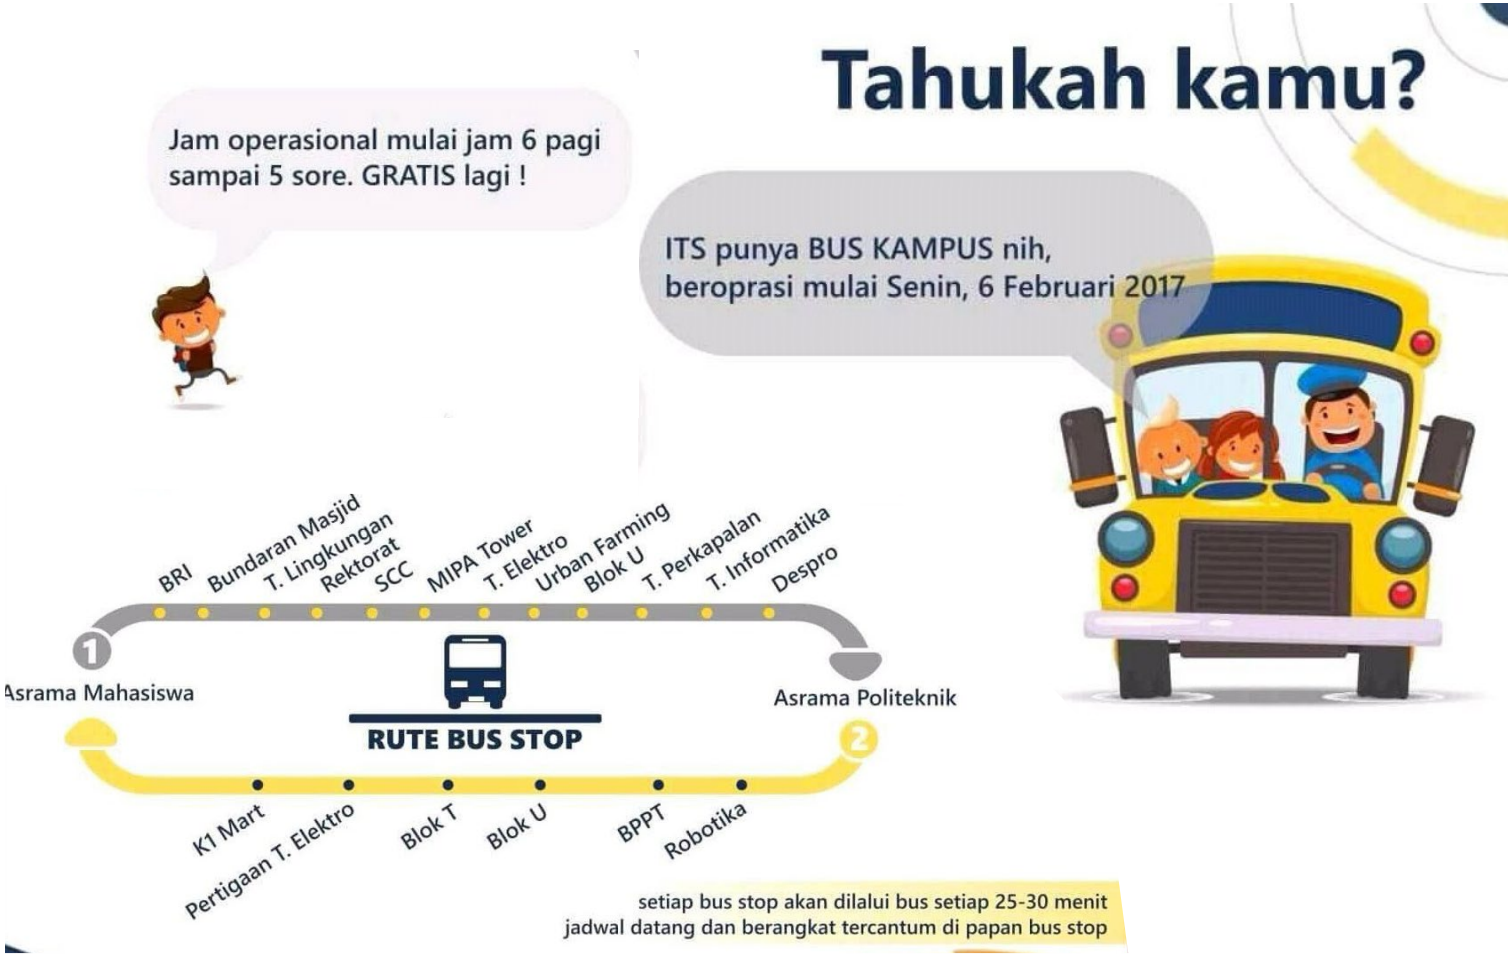 Tahukah kamu?
Jam operasional mulai jam 6 pagi
sampai 5 sore. GRATIS lagi !
ITS punya BUS KAMPUS nih,
beroprasi mulai Senin, 6 Februari 2017
BRI
Bundaran Masjid
T. Lingkungan
Rektorat
SCC
MIPA Tower
T. Elektro
Urban Farming
Blok U
T. Perkapalan
T. Informatika
Despro
1
Asrama Mahasiswa
Asrama Politeknik
RUTE BUS STOP
2
K1 Mart
Pertigaan T. Elektro
Blok T
Blok U
BPPT
Robotika
setiap bus stop akan dilalui bus setiap 25-30 menit
jadwal datang dan berangkat tercantum di papan bus stop